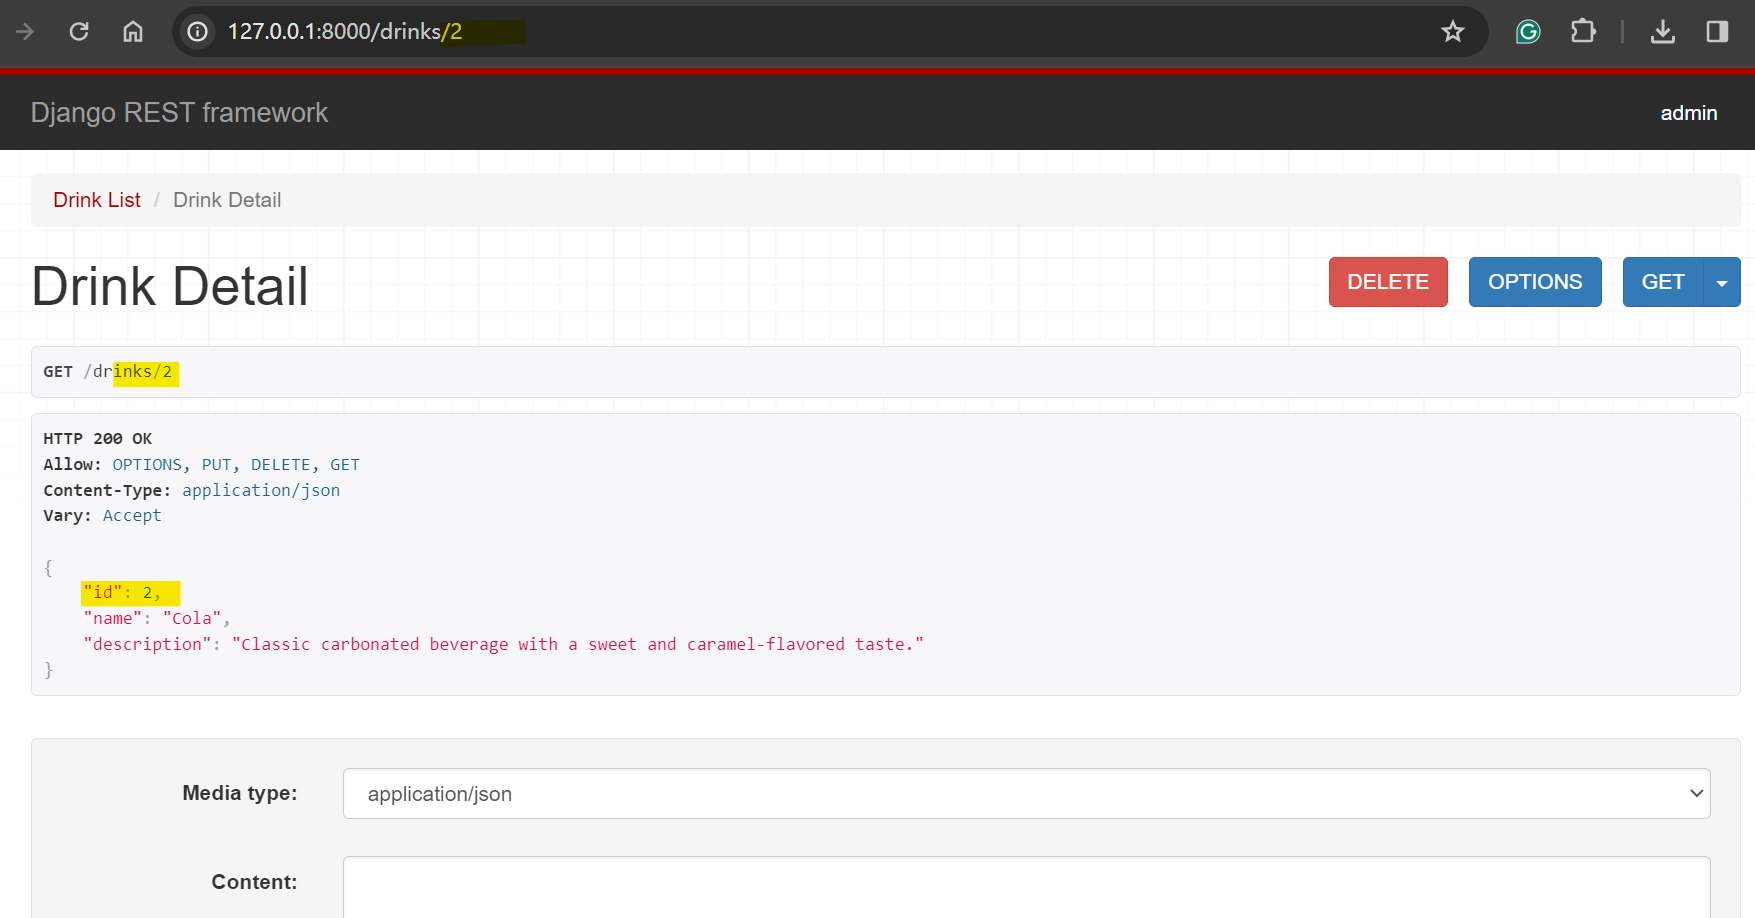 127.0.0.1:8000/drinks/2
Django REST framework
admin
Drink List / Drink Detail
Drink Detail
DELETE
OPTIONS
GET
GET /drinks/2
HTTP 200 OK
Allow: OPTIONS, PUT, DELETE, GET
Content-Type: application/json
Vary: Accept
{
    "id": 2,
    "name": "Cola",
    "description": "Classic carbonated beverage with a sweet and caramel-flavored taste."
}
Media type:
application/json
Content: